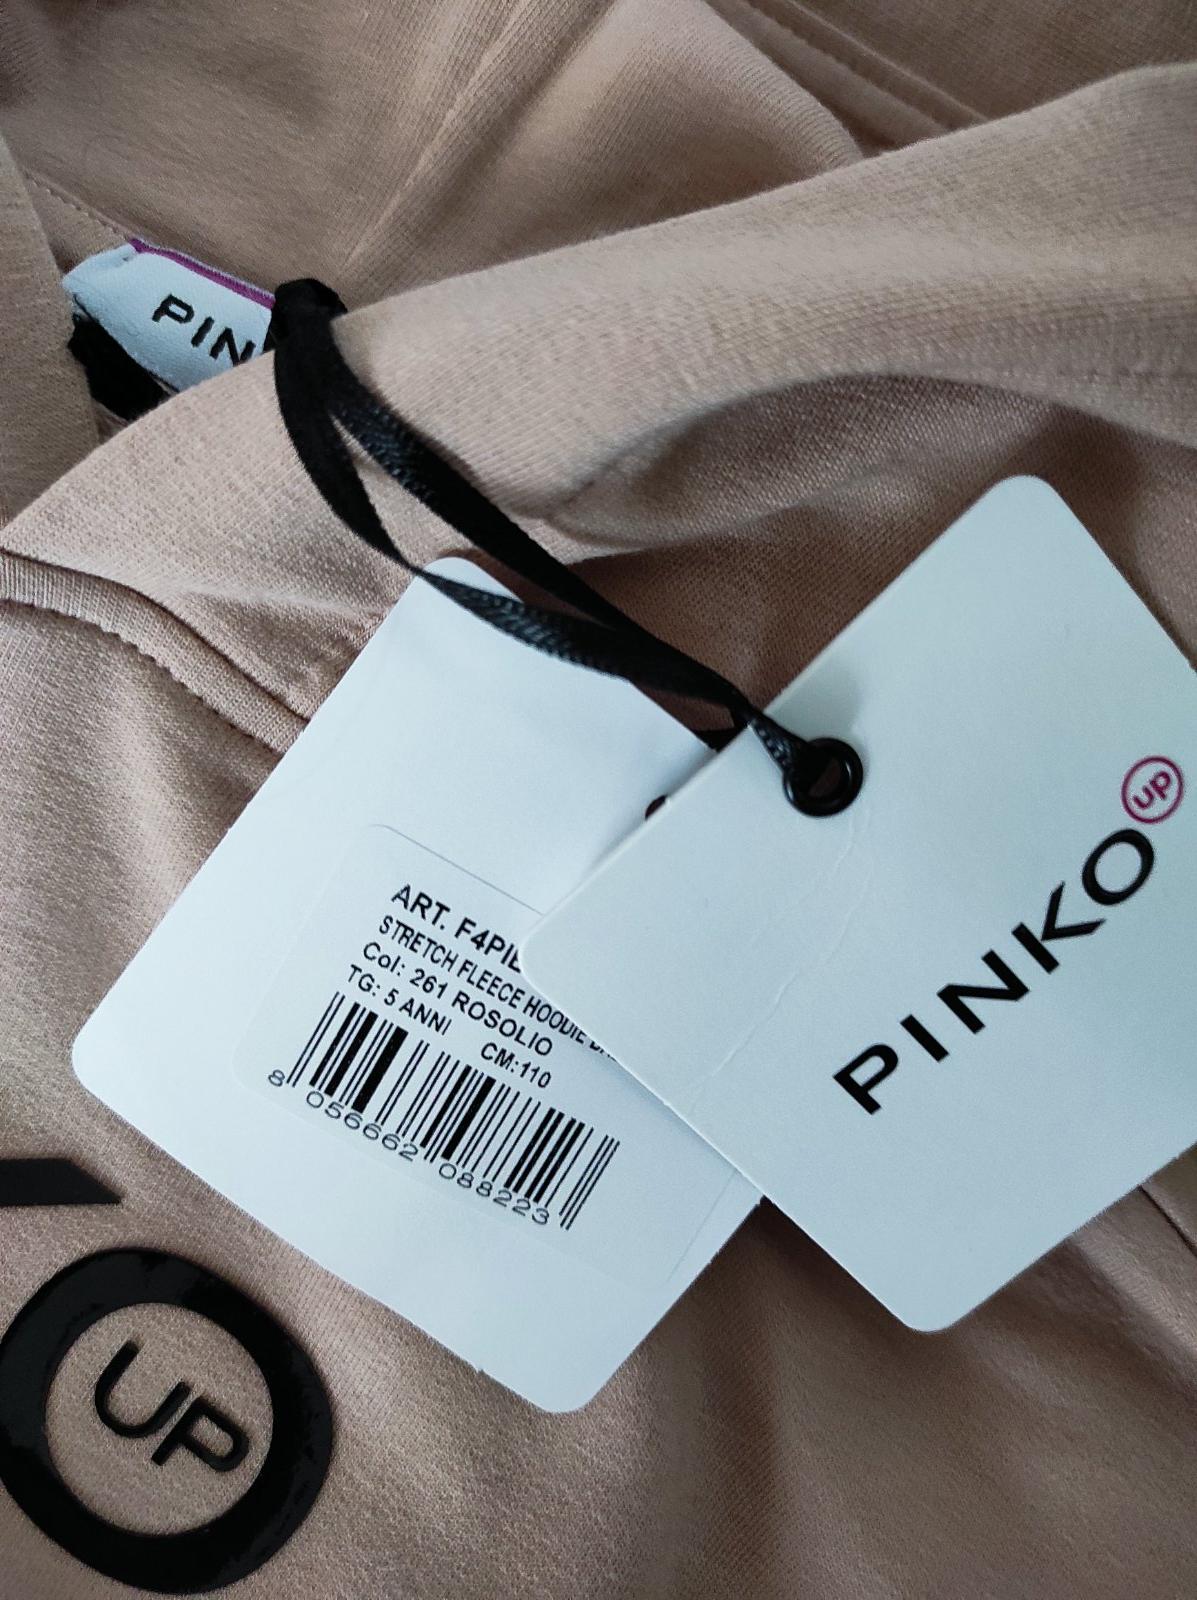 PIN
ART. F4PIE
STRETCH FLEECE HOODIE
Col: 261 ROSOLIO
TG: 5 ANNI CM:110
8 056662 088223
PINKO UP
UP